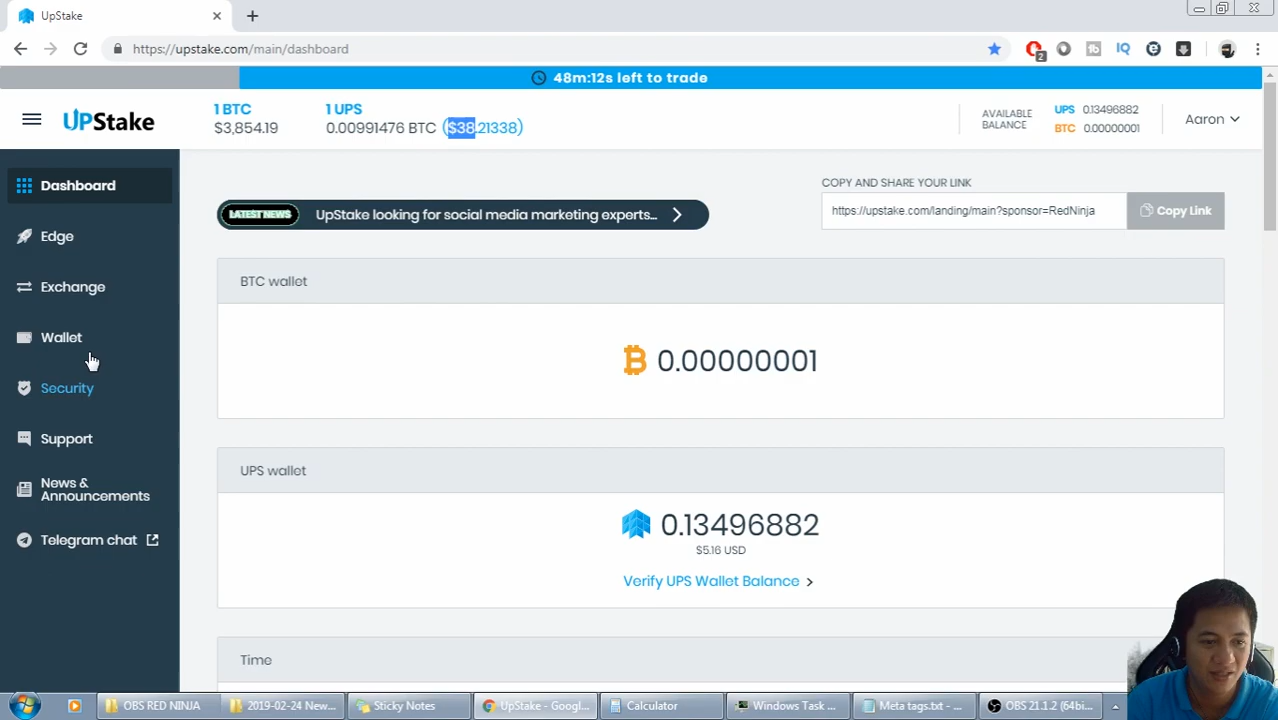 UpStake
https://upstake.com/main/dashboard
2
48m:12s left to trade
UPStake
1 BTC
$3,854.19
1 UPS
0.00991476 BTC ($38.21338)
AVAILABLE
BALANCE
UPS 0.13496882
BTC 0.00000001
Aaron
Dashboard
Edge
Exchange
Wallet
Security
Support
News &
Announcements
Telegram chat
LATEST NEWS
UpStake looking for social media marketing experts...
COPY AND SHARE YOUR LINK
https://upstake.com/landing/main?sponsor=RedNinja
Copy Link
BTC wallet
0.00000001
UPS wallet
0.13496882
$5.16 USD
Verify UPS Wallet Balance
Time
OBS RED NINJA
2019-02-24 New...
Sticky Notes
UpStake - Googl...
Calculator
Windows Task ...
Meta tags.txt - ...
OBS 21.1.2 (64bi...